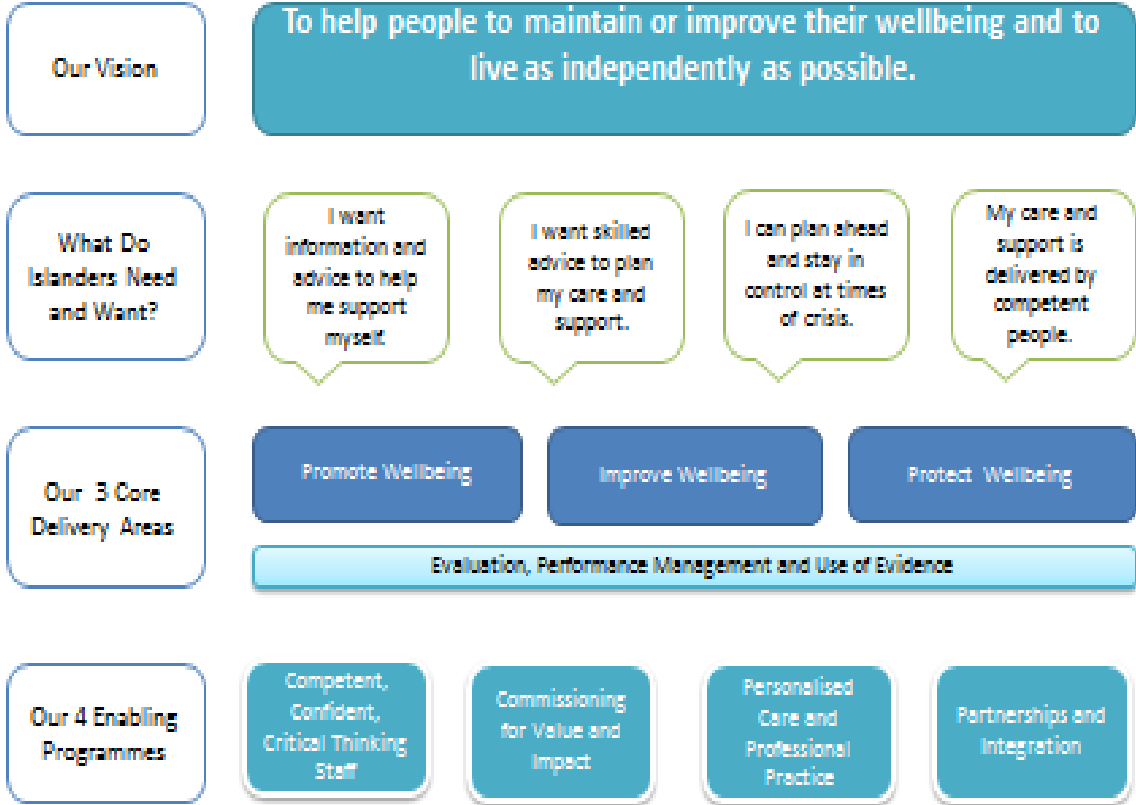 Our Vision
To help people to maintain or improve their wellbeing and to
live as independently as possible.
What Do
Islanders Need
and Want?
I want
information and
advice to help
me support
myself.
I want skilled
advice to plan
my care and
support.
I can plan ahead
and stay in
control at times
of crisis.
My care and
support is
delivered by
competent
people.
Our 3 Core
Delivery Areas
Promote Wellbeing
Improve Wellbeing
Protect Wellbeing
Evaluation, Performance Management and Use of Evidence
Our 4 Enabling
Programmes
Competent,
Confident,
Critical Thinking
Staff
Commissioning
for Value and
Impact
Personalised
Care and
Professional
Practice
Partnerships and
Integration